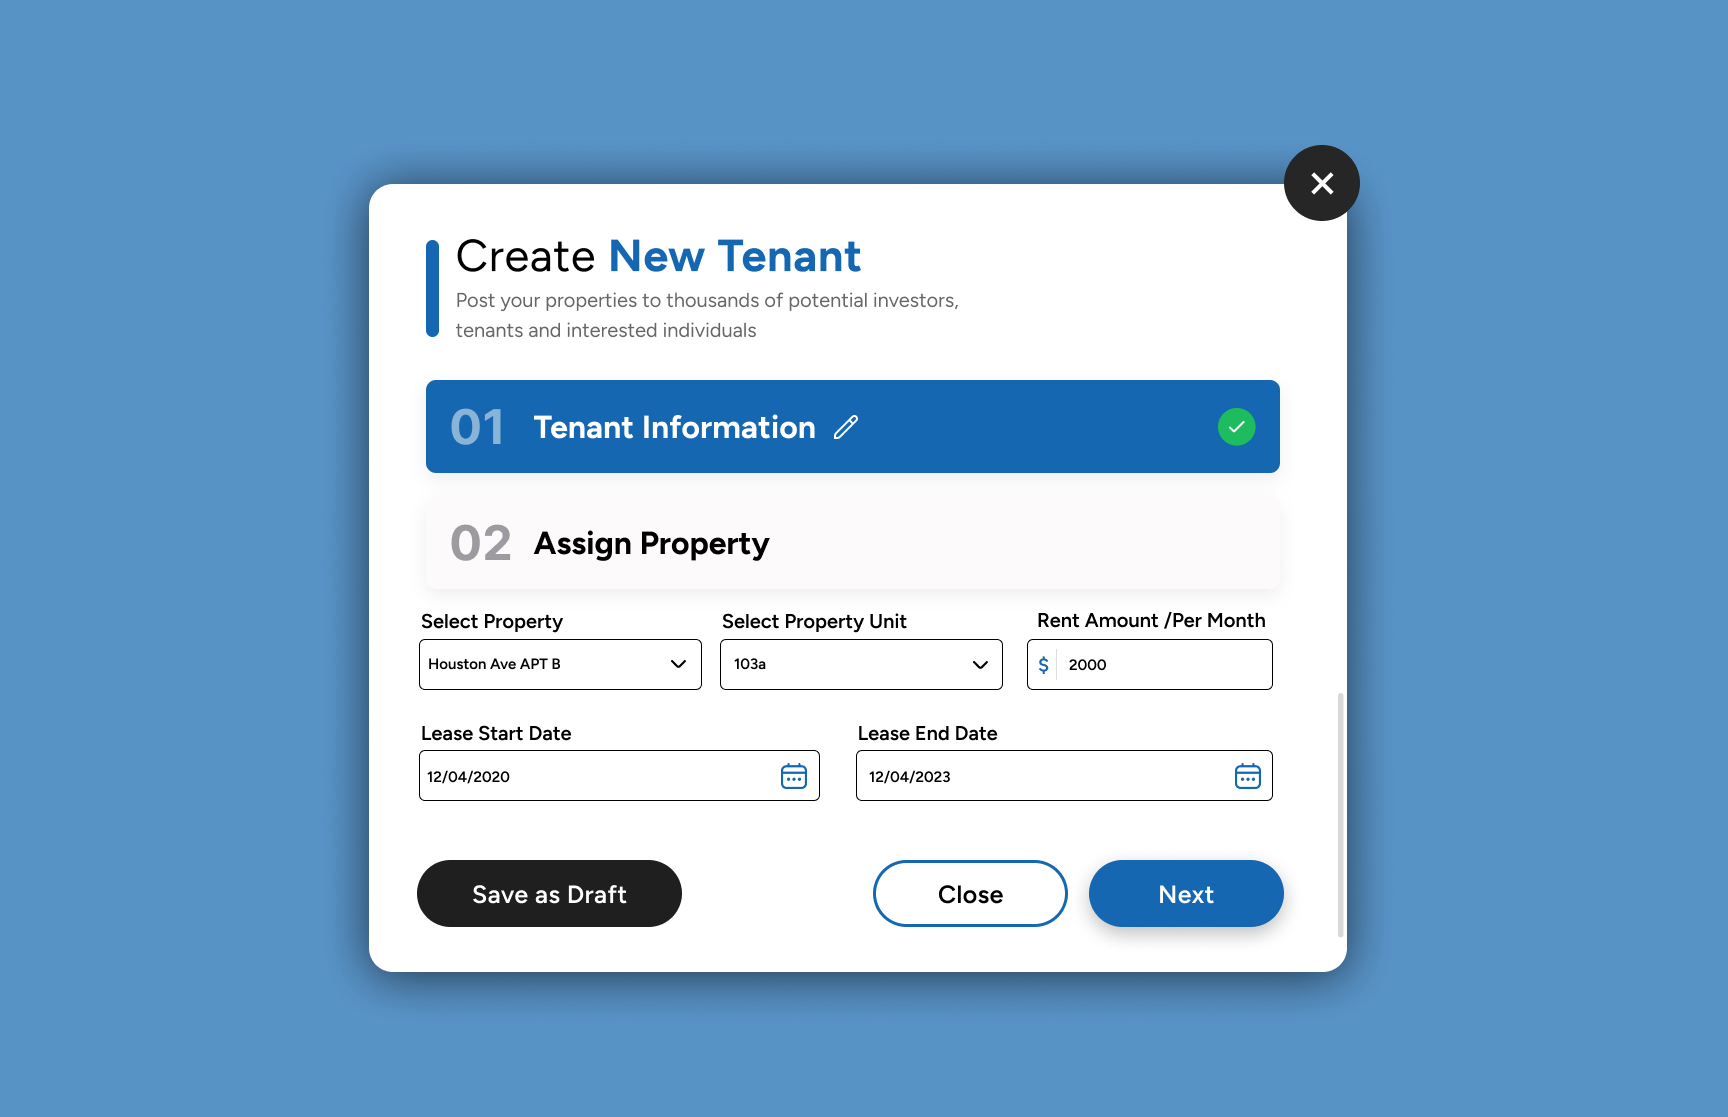 Create New Tenant
Post your properties to thousands of potential investors,
tenants and interested individuals
01 Tenant Information
02 Assign Property
Select Property Select Property Unit Rent Amount /Per Month
Houston Ave APT B 103a $ 2000
Lease Start Date Lease End Date
12/04/2020 12/04/2023
Save as Draft Close Next